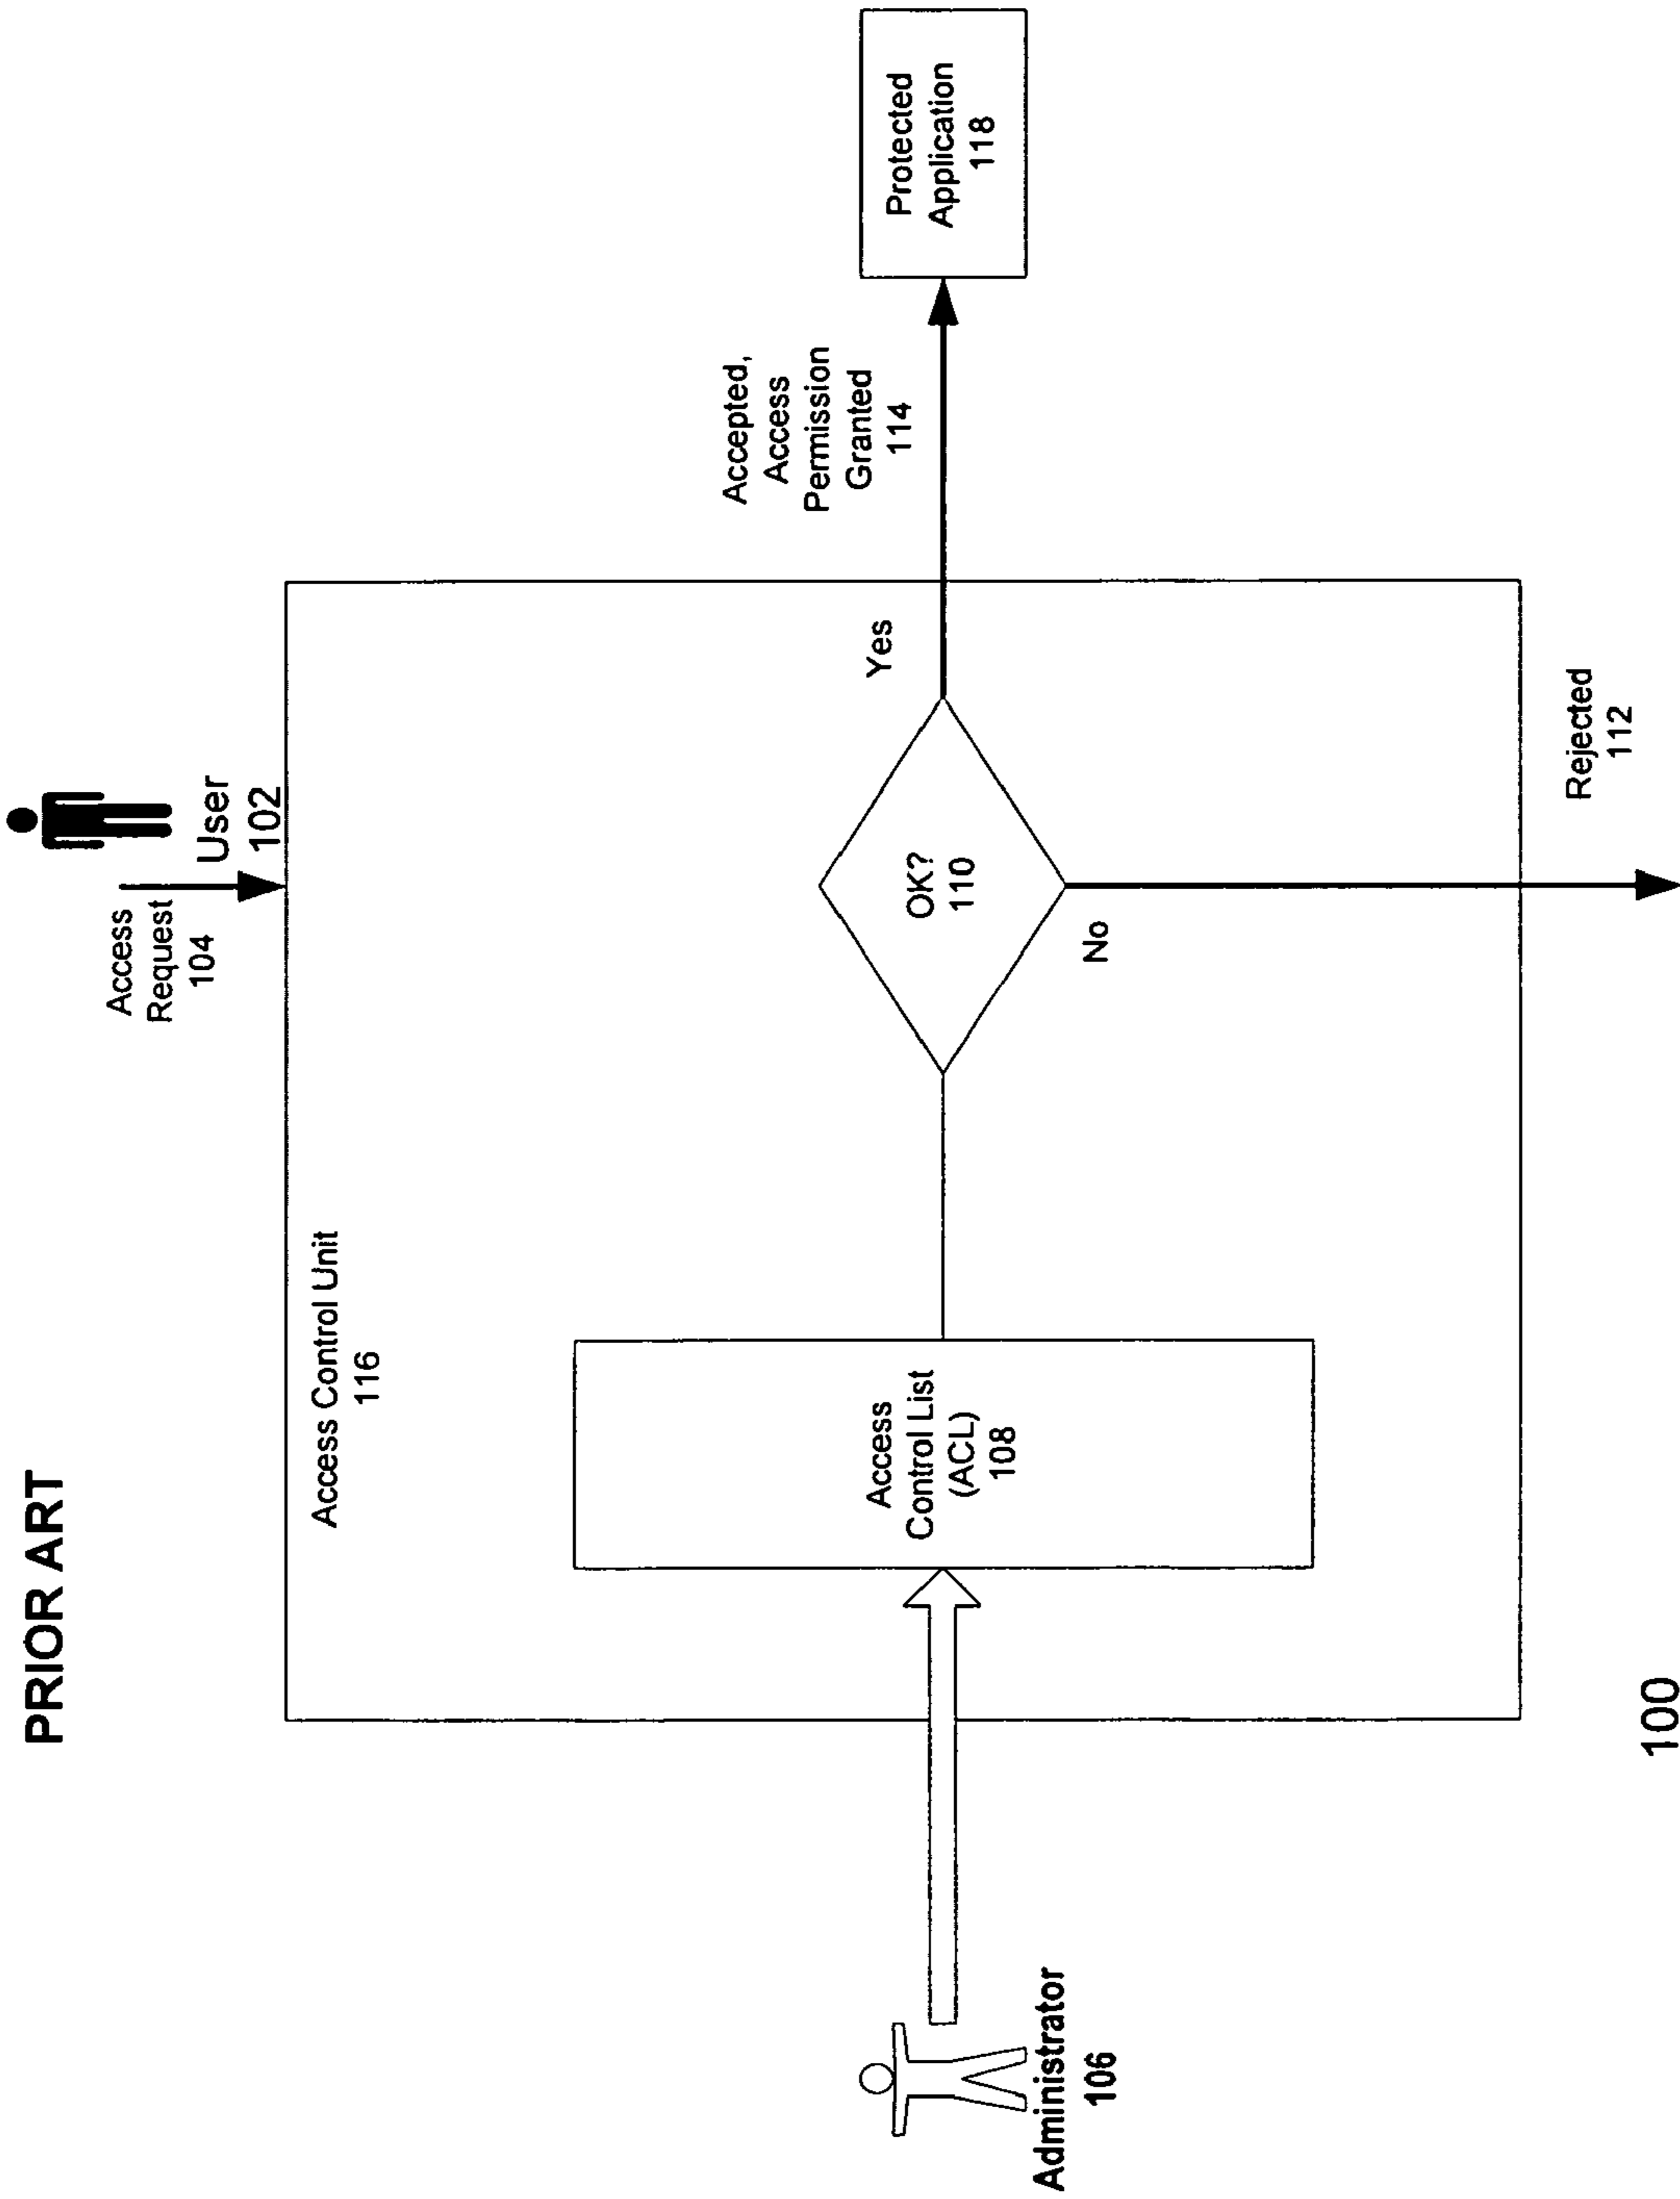 PRIOR ART
Access
Request
104
User
102
Access Control Unit
116
Accepted,
Access
Permission
Granted
114
Yes
Protected
Application
118
Access
Control List
(ACL)
108
OK?
110
No
Administrator
106
Rejected
112
100